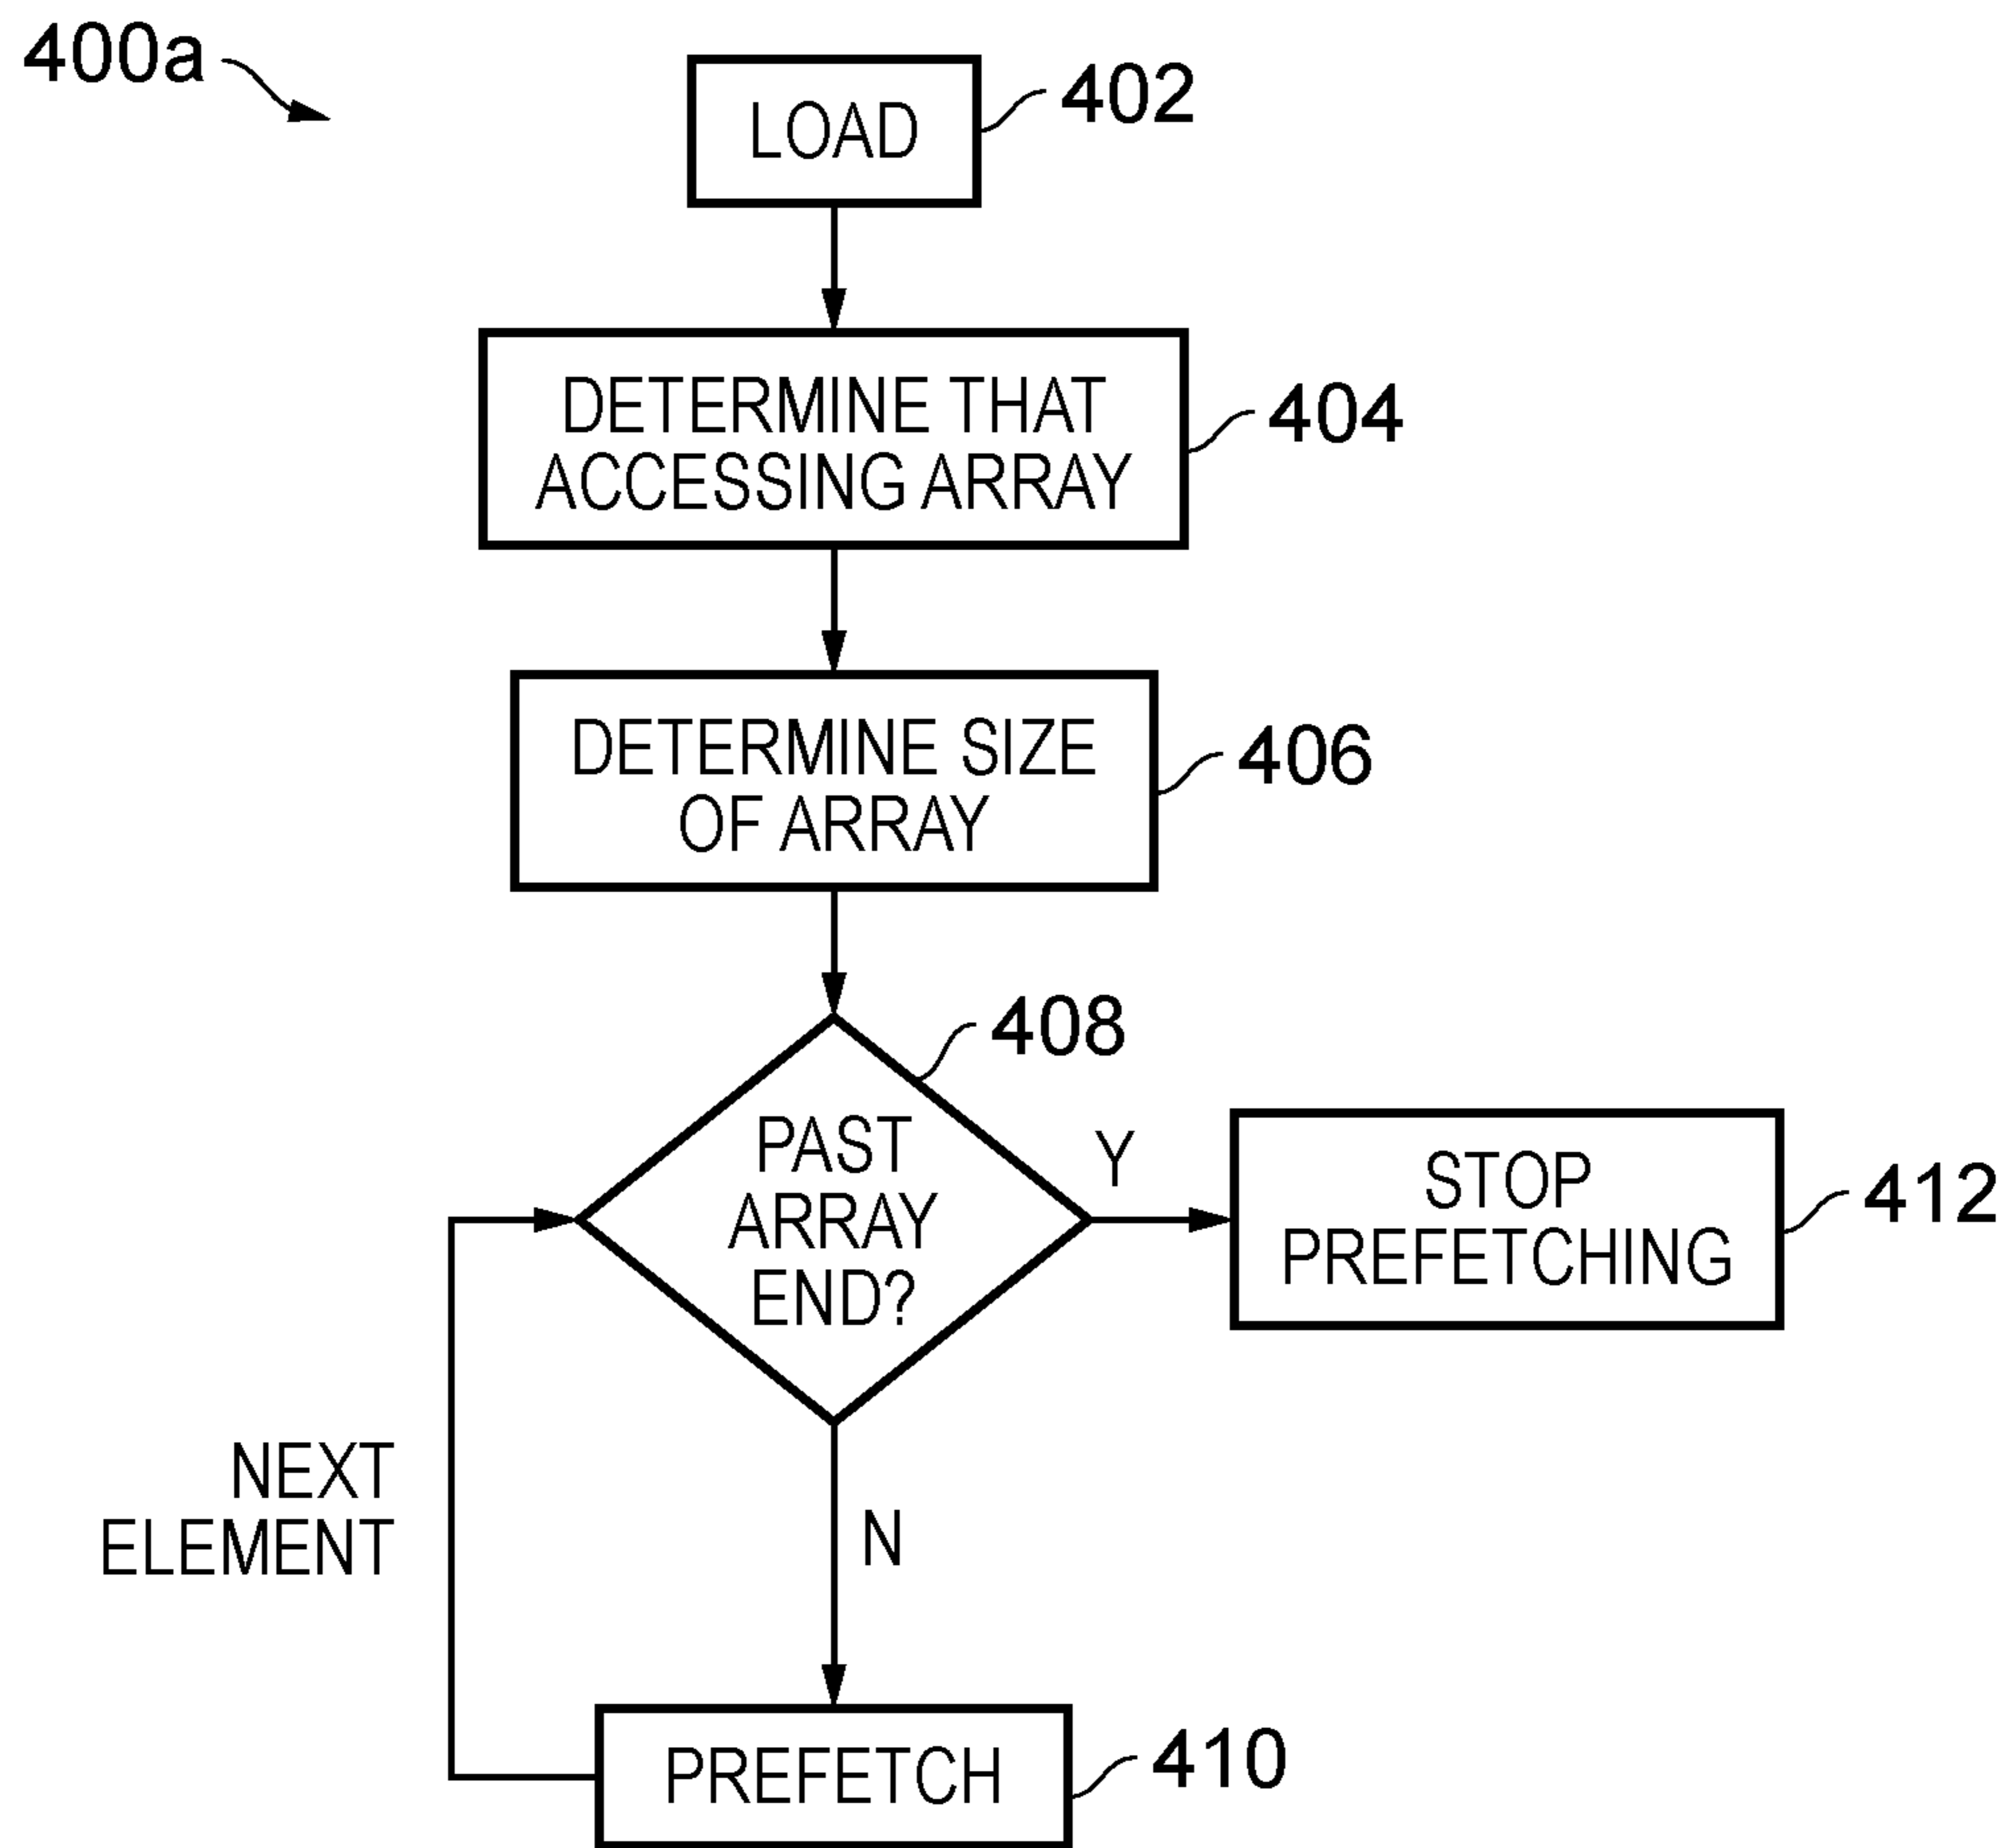 400a
LOAD
402
DETERMINE THAT
ACCESSING ARRAY
404
DETERMINE SIZE
OF ARRAY
406
408
PAST
ARRAY
END?
Y
STOP
PREFETCHING
412
NEXT
ELEMENT
N
PREFETCH
410